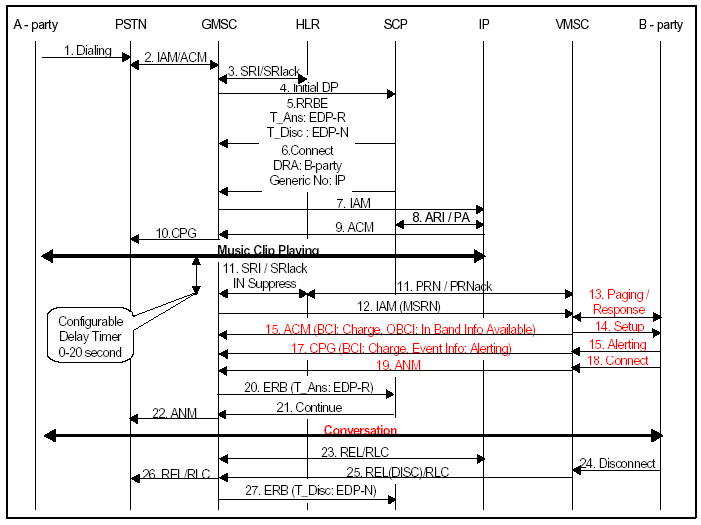 A - party PSTN GMSC HLR SCP IP VMSC B - party
1. Dialing
2. IAM/ACM
3. SRI/SRIack
4. Initial DP
5.RRBE
T_Ans: EDP-R
T_Disc : EDP-N
6.Connect
DRA: B-party
Generic No: IP
7. IAM
8. ARI / PA
9. ACM
10.CPG
Music Clip Playing
11. SRI / SRIack
IN Suppress
11. PRN / PRNack
12. IAM (MSRN)
13. Paging /
Response
Configurable
Delay Timer
0-20 second
14. Setup
15. ACM (BCI: Charge, OBCI: In Band Info Available)
15. Alerting
17. CPG (BCI: Charge, Event Info: Alerting)
18. Connect
19. ANM
20. ERB (T_Ans: EDP-R)
21. Continue
22. ANM
Conversation
23. REL/RLC
24. Disconnect
25. REL(DISC)/RLC
26. REL/RLC
27. ERB (T_Disc: EDP-N)